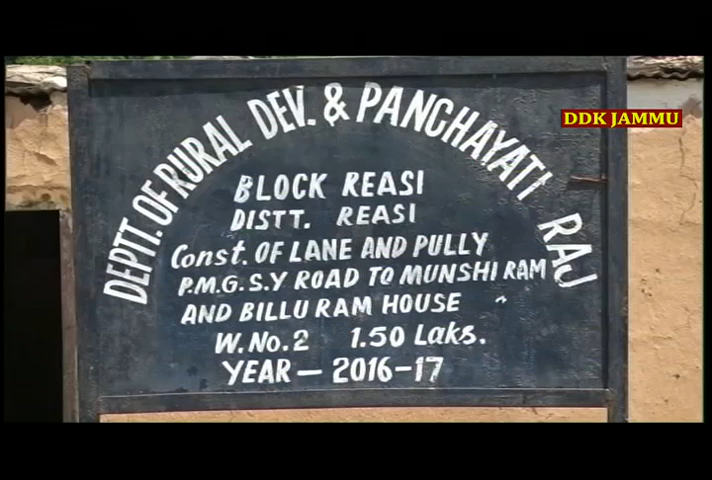 DDK JAMMU
DEPTT. OF RURAL DEV. & PANCHAYATI RAJ
BLOCK REASI
DISTT. REASI
Const. OF LANE AND PULLY
P.M.G.S.Y ROAD TO MUNSHI RAM
AND BILLU RAM HOUSE
W. No. 2 1.50 Laks.
YEAR — 2016-17